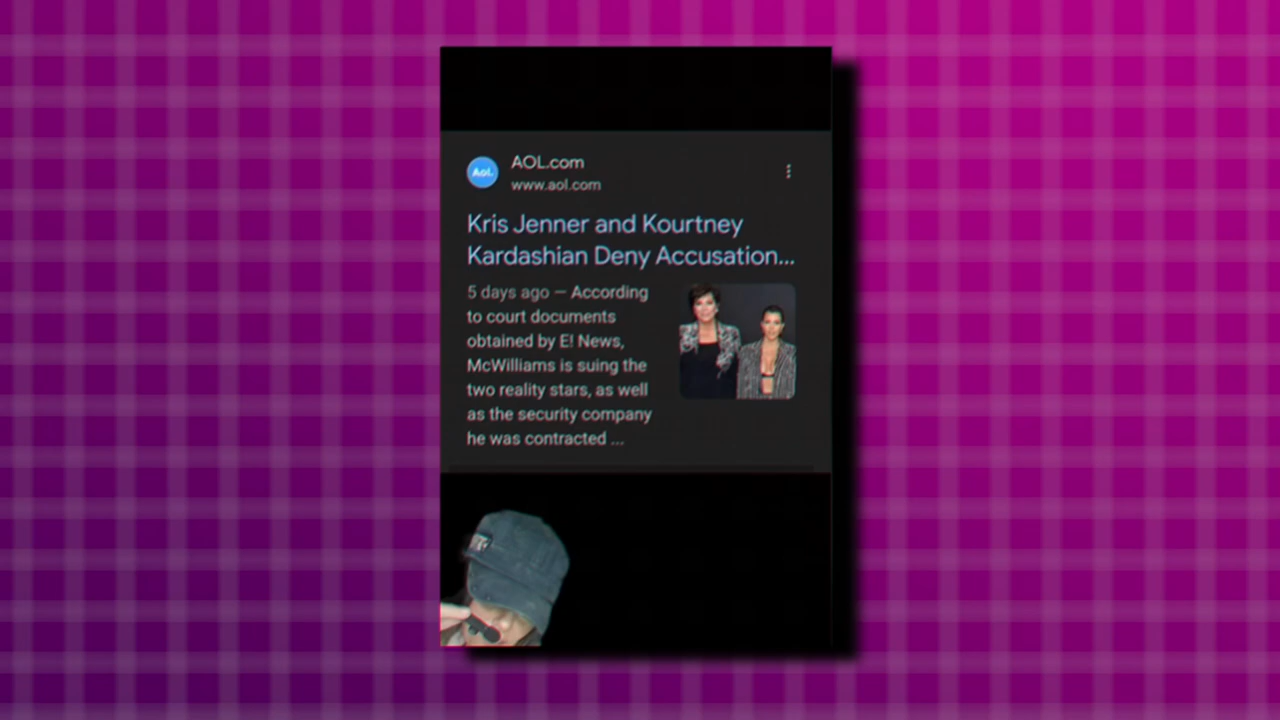 AOL.com
www.aol.com
Aol.
Kris Jenner and Kourtney
Kardashian Deny Accusation...
5 days ago — According
to court documents
obtained by E! News,
McWilliams is suing the
two reality stars, as well
as the security company
he was contracted ...